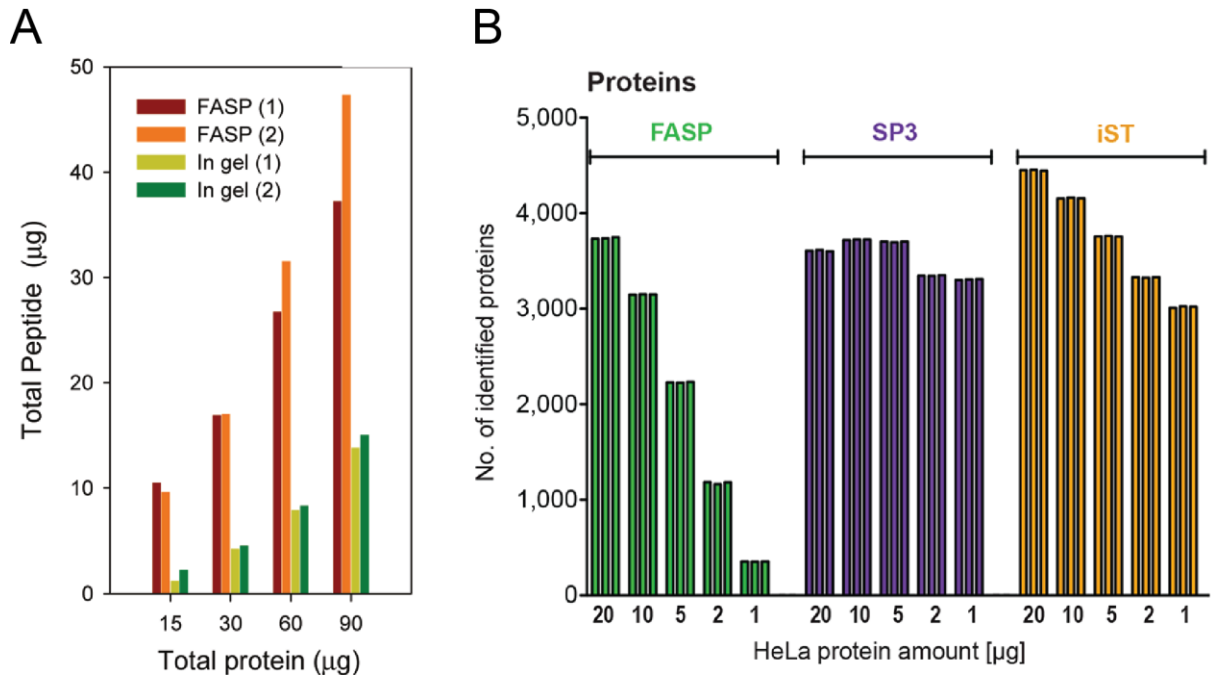 A
50
40
30
20
10
0
Total Peptide (μg)
FASP (1)
FASP (2)
In gel (1)
In gel (2)
15 30 60 90
Total protein (μg)
B
Proteins
5,000
4,000
3,000
2,000
1,000
0
No. of identified proteins
FASP SP3 iST
20 10 5 2 1 20 10 5 2 1 20 10 5 2 1
HeLa protein amount [μg]